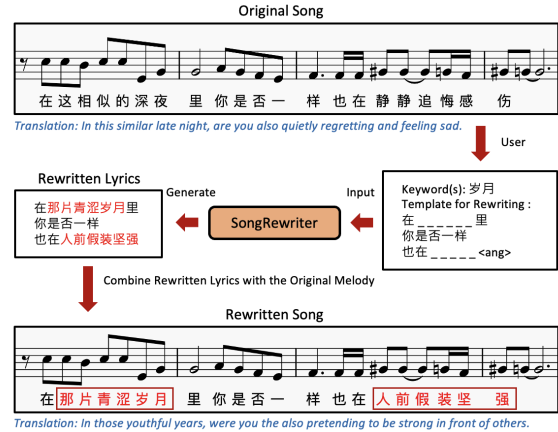 Original Song
在这相似的深夜 里你是否一 样也在静静追悔感 伤
Translation: In this similar late night, are you also quietly regretting and feeling sad.
User
Rewritten Lyrics
在那片青涩岁月里
你是否一样
也在人前假装坚强
Generate
SongRewriter
Input
Keyword(s): 岁月
Template for Rewriting :
在 _ _ _ _ _ _ 里
你是否一样
也在 _ _ _ _ _ <ang>
Combine Rewritten Lyrics with the Original Melody
Rewritten Song
在那片青涩岁月 里你是否一 样也在人前假装坚 强
Translation: In those youthful years, were you the also pretending to be strong in front of others.